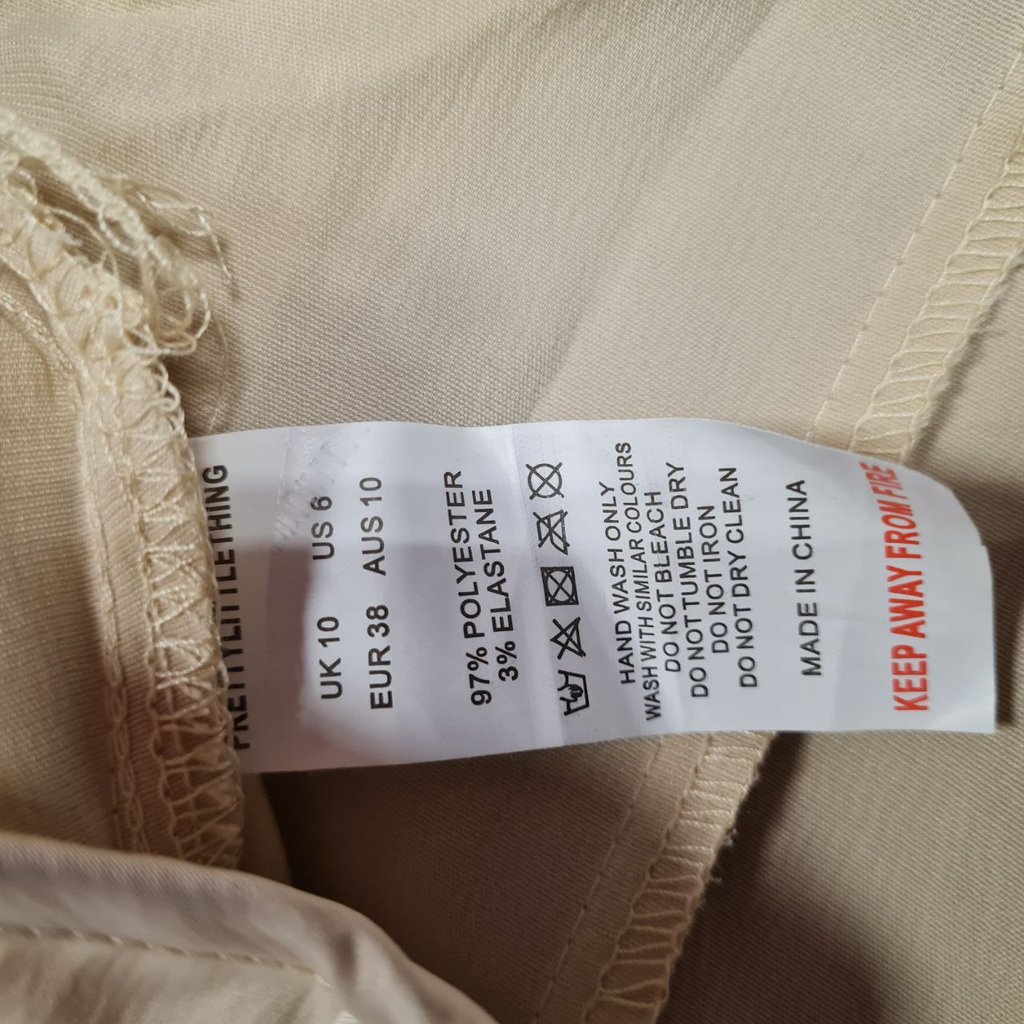 PRETTYLITTLETHING
UK 10 US 6
EUR 38 AUS 10
97% POLYESTER
3% ELASTANE
HAND WASH ONLY
WASH WITH SIMILAR COLOURS
DO NOT BLEACH
DO NOT TUMBLE DRY
DO NOT IRON
DO NOT DRY CLEAN
MADE IN CHINA
KEEP AWAY FROM FIRE